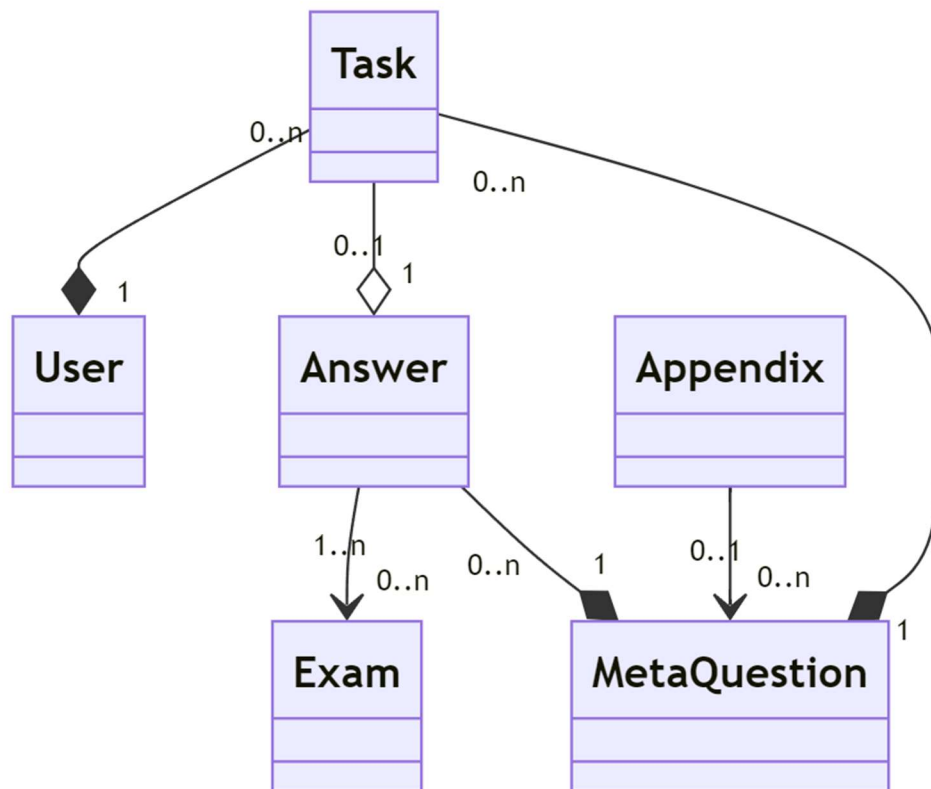 Task
0..n
0..n
0..1
1
1
User
Answer
Appendix
1..n
0..n
0..n
1
0..1
0..n
1
Exam
MetaQuestion